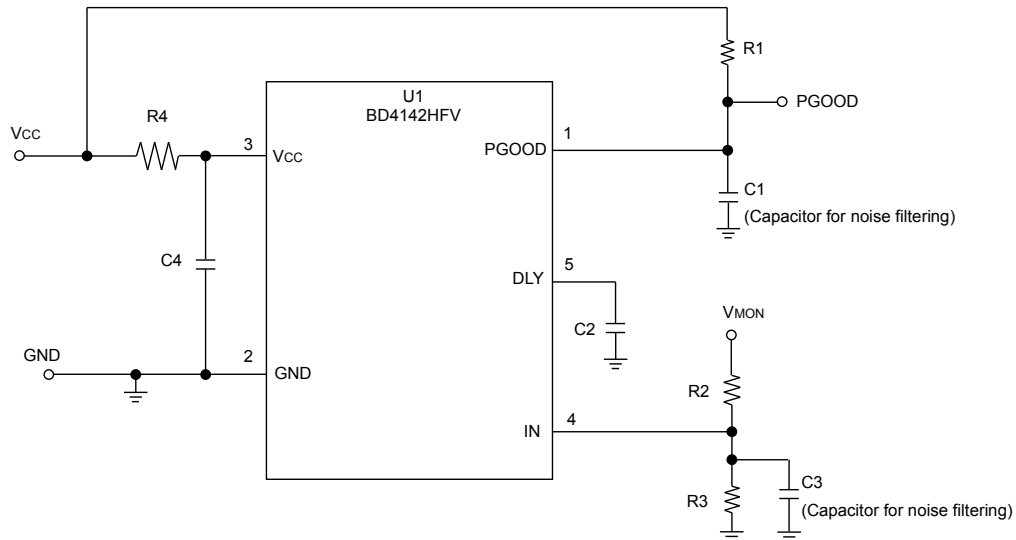 R1
PGOOD
U1
BD4142HFV
R4
VCC
3
VCC
PGOOD
1
C1
(Capacitor for noise filtering)
C4
DLY
5
C2
VMON
GND
2
GND
R2
IN
4
R3
C3
(Capacitor for noise filtering)